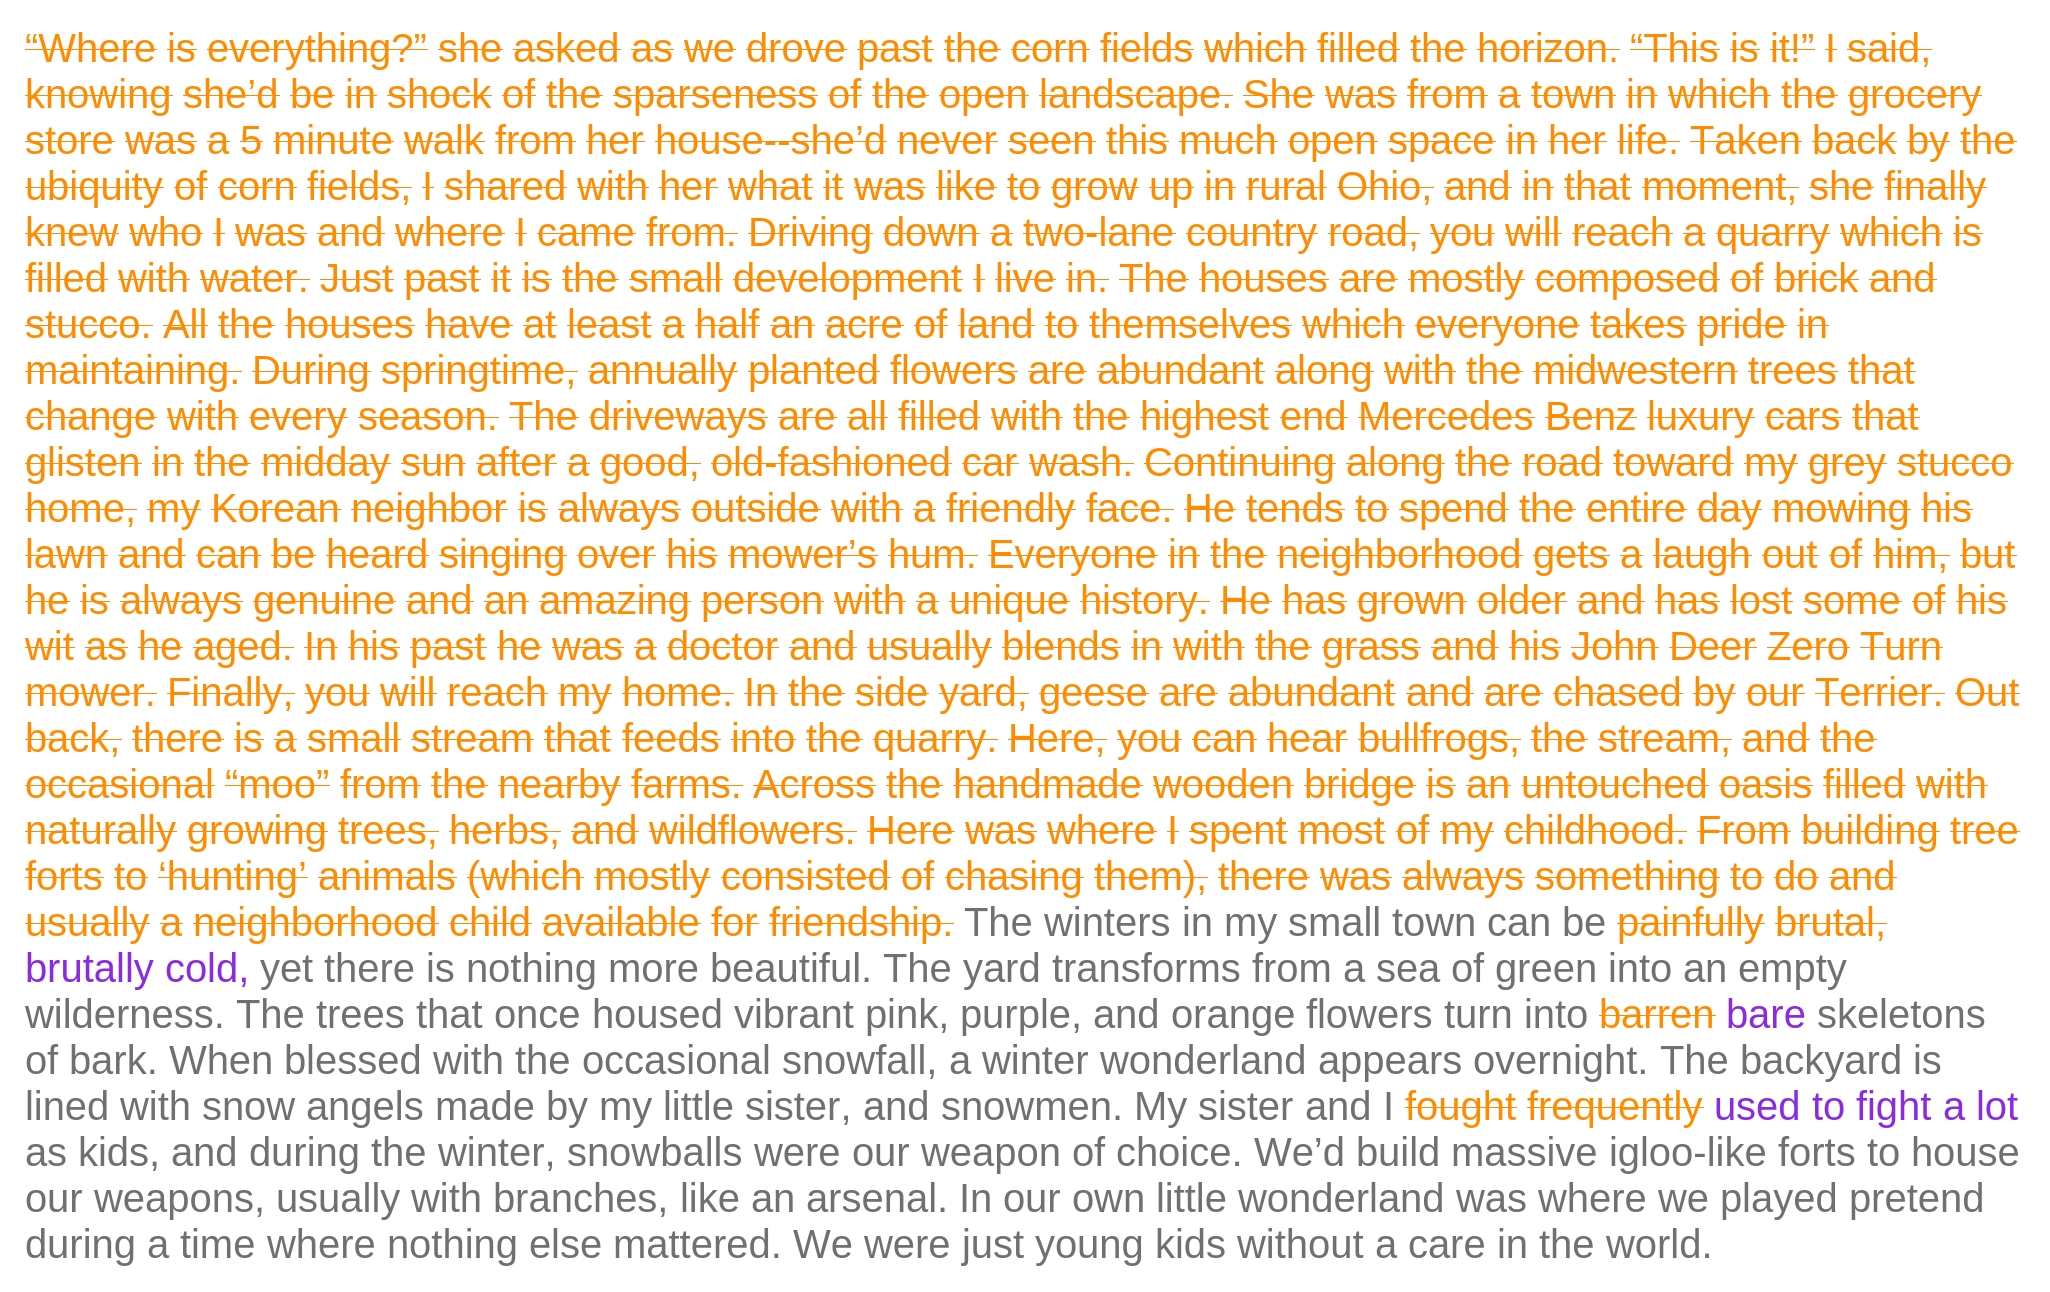 “Where is everything?” she asked as we drove past the corn fields which filled the horizon. “This is it!” I said,
knowing she’d be in shock of the sparseness of the open landscape. She was from a town in which the grocery
store was a 5 minute walk from her house--she’d never seen this much open space in her life. Taken back by the
ubiquity of corn fields, I shared with her what it was like to grow up in rural Ohio, and in that moment, she finally
knew who I was and where I came from. Driving down a two-lane country road, you will reach a quarry which is
filled with water. Just past it is the small development I live in. The houses are mostly composed of brick and
stucco. All the houses have at least a half an acre of land to themselves which everyone takes pride in
maintaining. During springtime, annually planted flowers are abundant along with the midwestern trees that
change with every season. The driveways are all filled with the highest end Mercedes Benz luxury cars that
glisten in the midday sun after a good, old-fashioned car wash. Continuing along the road toward my grey stucco
home, my Korean neighbor is always outside with a friendly face. He tends to spend the entire day mowing his
lawn and can be heard singing over his mower’s hum. Everyone in the neighborhood gets a laugh out of him, but
he is always genuine and an amazing person with a unique history. He has grown older and has lost some of his
wit as he aged. In his past he was a doctor and usually blends in with the grass and his John Deer Zero Turn
mower. Finally, you will reach my home. In the side yard, geese are abundant and are chased by our Terrier. Out
back, there is a small stream that feeds into the quarry. Here, you can hear bullfrogs, the stream, and the
occasional “moo” from the nearby farms. Across the handmade wooden bridge is an untouched oasis filled with
naturally growing trees, herbs, and wildflowers. Here was where I spent most of my childhood. From building tree
forts to ‘hunting’ animals (which mostly consisted of chasing them), there was always something to do and
usually a neighborhood child available for friendship. The winters in my small town can be painfully brutal,
brutally cold, yet there is nothing more beautiful. The yard transforms from a sea of green into an empty
wilderness. The trees that once housed vibrant pink, purple, and orange flowers turn into barren bare skeletons
of bark. When blessed with the occasional snowfall, a winter wonderland appears overnight. The backyard is
lined with snow angels made by my little sister, and snowmen. My sister and I fought frequently used to fight a lot
as kids, and during the winter, snowballs were our weapon of choice. We’d build massive igloo-like forts to house
our weapons, usually with branches, like an arsenal. In our own little wonderland was where we played pretend
during a time where nothing else mattered. We were just young kids without a care in the world.